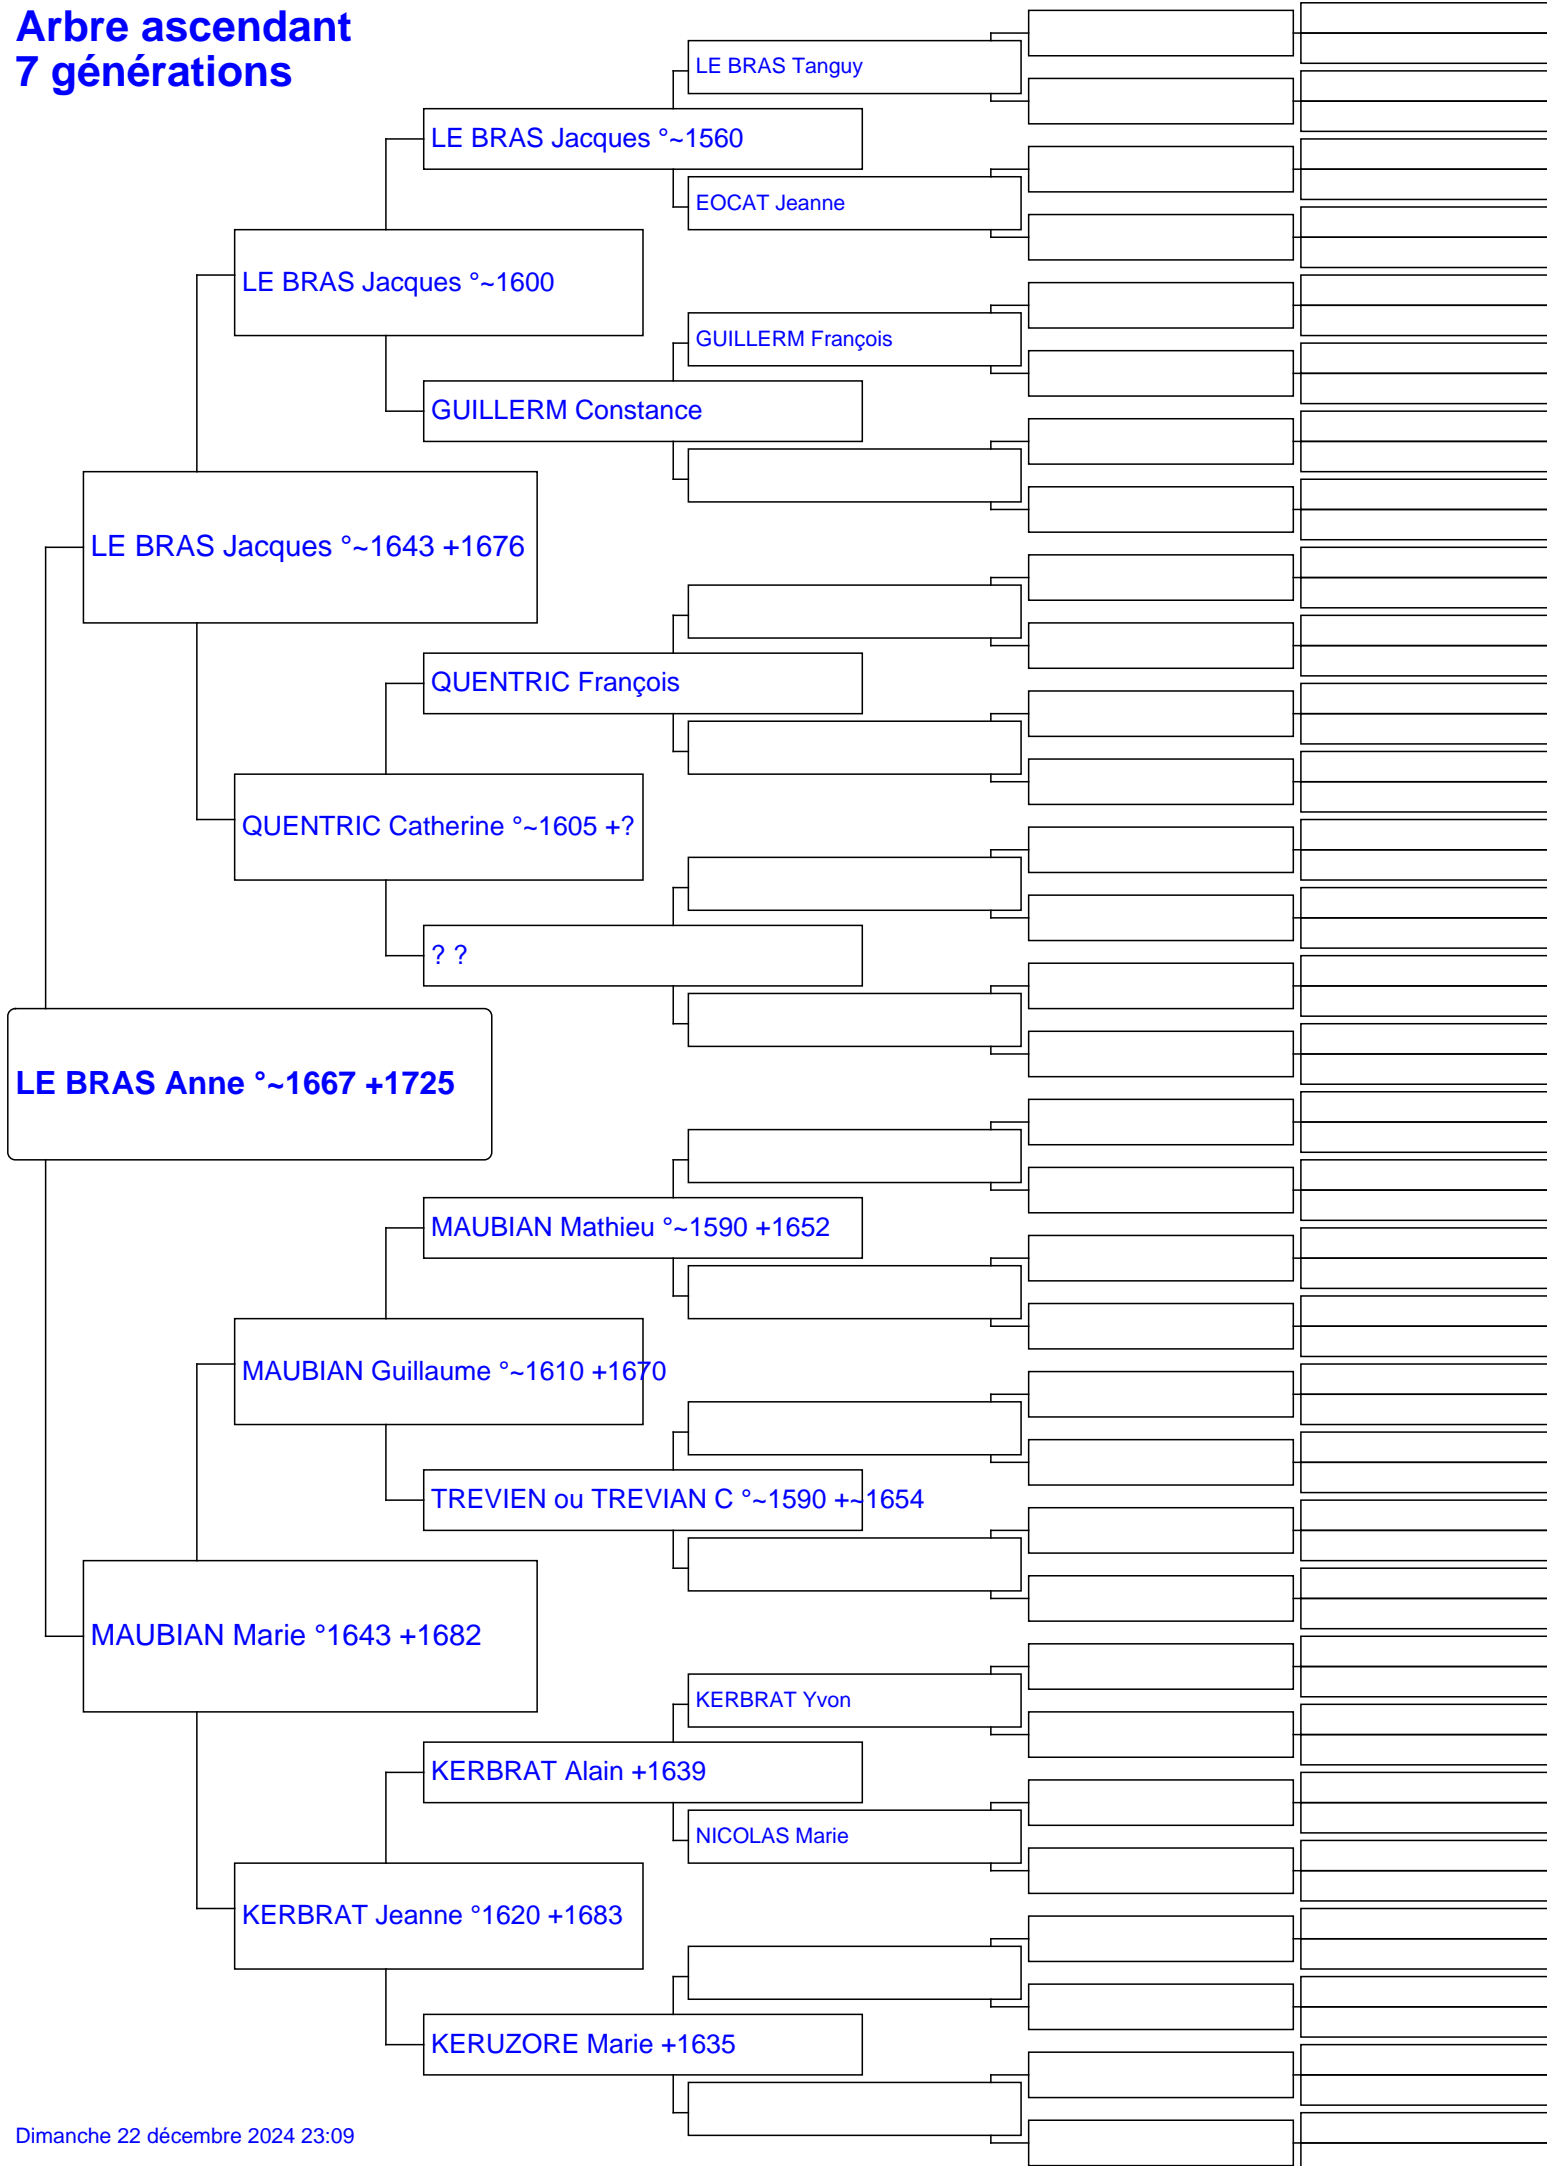 Arbre ascendant
7 générations
LE BRAS Tanguy
LE BRAS Jacques °~1560
EOCAT Jeanne
LE BRAS Jacques °~1600
GUILLERM François
GUILLERM Constance
LE BRAS Jacques °~1643 +1676
QUENTRIC François
QUENTRIC Catherine °~1605 +?
? ?
LE BRAS Anne °~1667 +1725
MAUBIAN Mathieu °~1590 +1652
MAUBIAN Guillaume °~1610 +1670
TREVIEN ou TREVIAN C °~1590 +~1654
MAUBIAN Marie °1643 +1682
KERBRAT Yvon
KERBRAT Alain +1639
NICOLAS Marie
KERBRAT Jeanne °1620 +1683
KERUZORE Marie +1635
Dimanche 22 décembre 2024 23:09